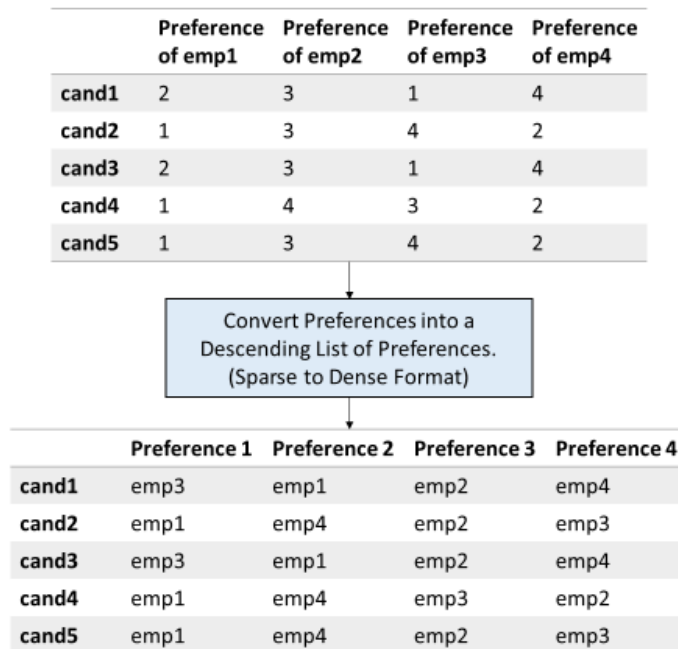 Preference of emp1 Preference of emp2 Preference of emp3 Preference of emp4
cand1 2 3 1 4
cand2 1 3 4 2
cand3 2 3 1 4
cand4 1 4 3 2
cand5 1 3 4 2
Convert Preferences into a
Descending List of Preferences.
(Sparse to Dense Format)
Preference 1 Preference 2 Preference 3 Preference 4
cand1 emp3 emp1 emp2 emp4
cand2 emp1 emp4 emp2 emp3
cand3 emp3 emp1 emp2 emp4
cand4 emp1 emp4 emp3 emp2
cand5 emp1 emp4 emp2 emp3